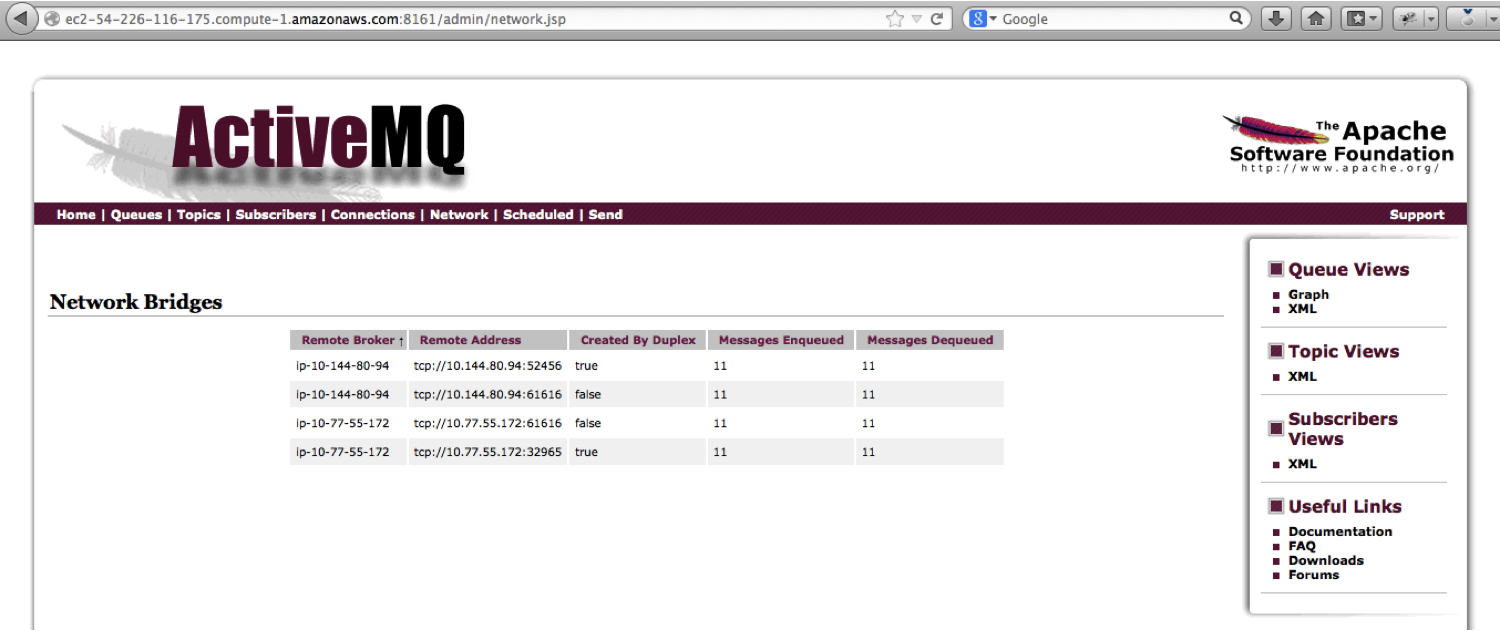 ec2-54-226-116-175.compute-1.amazonaws.com:8161/admin/network.jsp
8 Google
ActiveMQ
The Apache
Software Foundation
http://www.apache.org/
Home | Queues | Topics | Subscribers | Connections | Network | Scheduled | Send
Support
Network Bridges
Remote Broker ↑ Remote Address Created By Duplex Messages Enqueued Messages Dequeued
ip-10-144-80-94 tcp://10.144.80.94:52456 true 11 11
ip-10-144-80-94 tcp://10.144.80.94:61616 false 11 11
ip-10-77-55-172 tcp://10.77.55.172:61616 false 11 11
ip-10-77-55-172 tcp://10.77.55.172:32965 true 11 11
Queue Views
Graph
XML
Topic Views
XML
Subscribers
Views
XML
Useful Links
Documentation
FAQ
Downloads
Forums